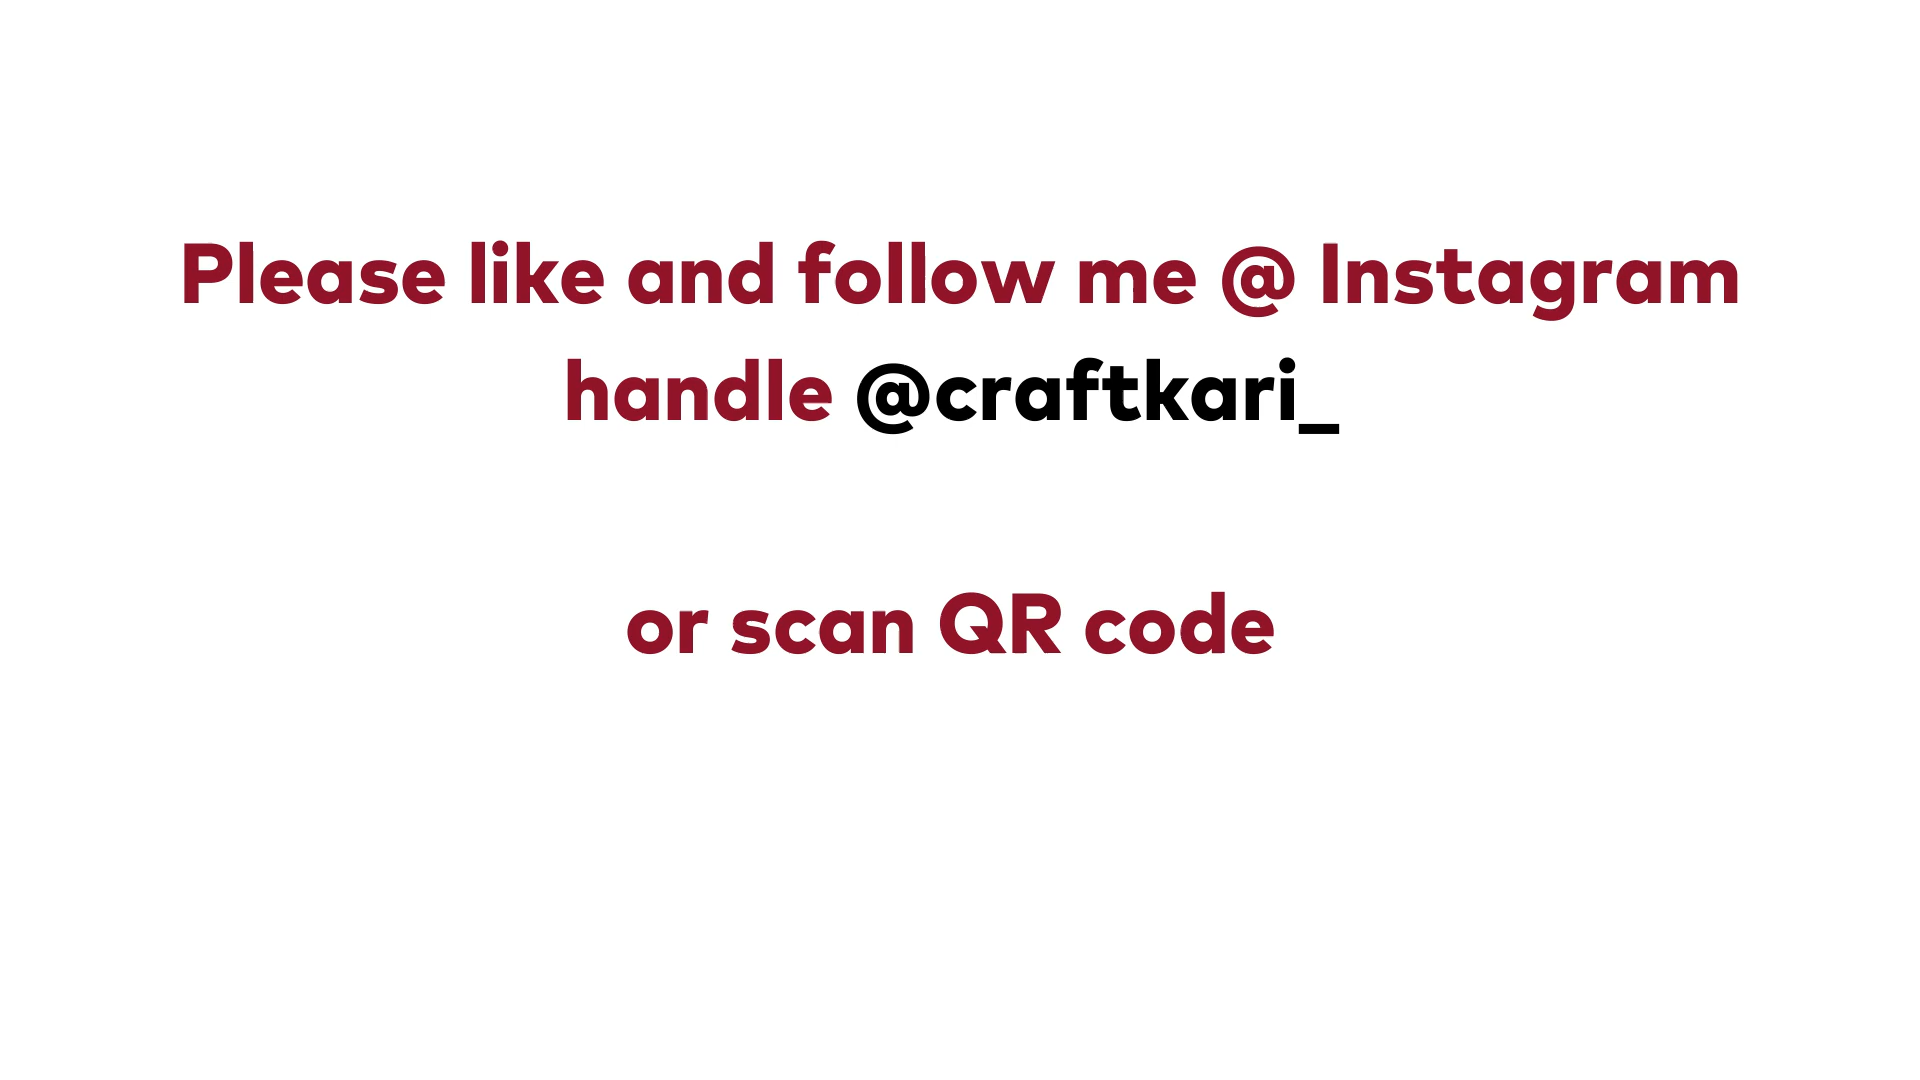 Please like and follow me @ Instagram
handle @craftkari_
or scan QR code